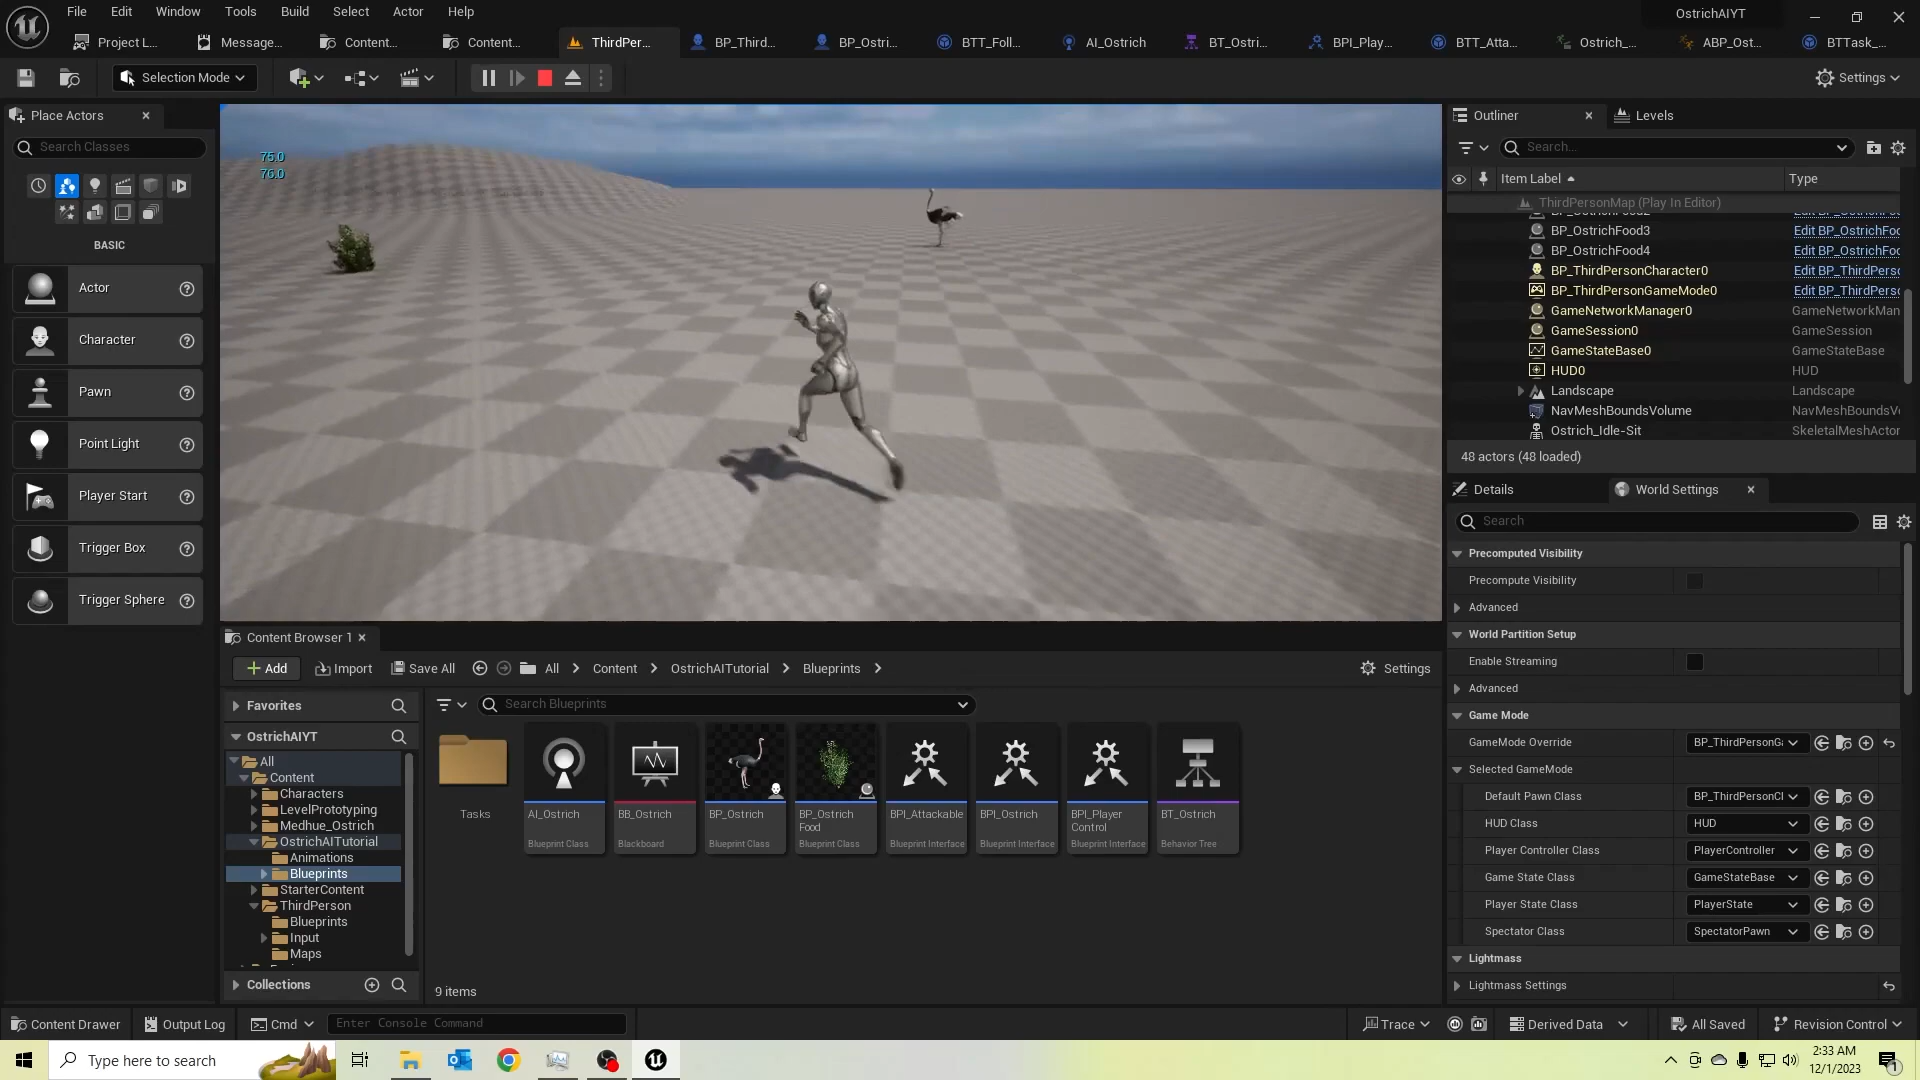 File Edit Window Tools Build Select Actor Help
OstrichAIYT
Project L... Message... Content... Content... ThirdPer... BP_Third... BP_Ostri... BTT_Foll... AI_Ostrich BT_Ostri... BPI_Play... BTT_Atta... Ostrich_... ABP_Ost... BTTask_...
Selection Mode
Settings
Place Actors
Search Classes
BASIC
Actor
Character
Pawn
Point Light
Player Start
Trigger Box
Trigger Sphere
75.0
76.0
Outliner Levels
Search...
Item Label Type
ThirdPersonMap (Play In Editor)
BP_OstrichFood3 Edit BP_OstrichFoo
BP_OstrichFood4 Edit BP_OstrichFoo
BP_ThirdPersonCharacter0 Edit BP_ThirdPerso
BP_ThirdPersonGameMode0 Edit BP_ThirdPerso
GameNetworkManager0 GameNetworkMan
GameSession0 GameSession
GameStateBase0 GameStateBase
HUD0 HUD
Landscape Landscape
NavMeshBoundsVolume NavMeshBoundsVo
Ostrich_Idle-Sit SkeletalMeshActor
48 actors (48 loaded)
Details World Settings
Search
Precomputed Visibility
Precompute Visibility
Advanced
World Partition Setup
Enable Streaming
Advanced
Game Mode
GameMode Override BP_ThirdPersonGa
Selected GameMode
Default Pawn Class BP_ThirdPersonCl
HUD Class HUD
Player Controller Class PlayerController
Game State Class GameStateBase
Player State Class PlayerState
Spectator Class SpectatorPawn
Lightmass
Lightmass Settings
Content Browser 1
Add Import Save All All Content OstrichAITutorial Blueprints Settings
Favorites
Search Blueprints
OstrichAIYT
All
Content
Characters
LevelPrototyping
Medhue_Ostrich
OstrichAITutorial
Animations
Blueprints
StarterContent
ThirdPerson
Blueprints
Input
Maps
Collections
Tasks
AI_Ostrich
Blueprint Class
BB_Ostrich
Blackboard
BP_Ostrich
Blueprint Class
BP_Ostrich
Food
Blueprint Class
BPI_Attackable
Blueprint Interface
BPI_Ostrich
Blueprint Interface
BPI_Player
Control
Blueprint Interface
BT_Ostrich
Behavior Tree
9 items
Content Drawer Output Log Cmd Enter Console Command Trace Derived Data All Saved Revision Control
Type here to search
2:33 AM
12/1/2023
1